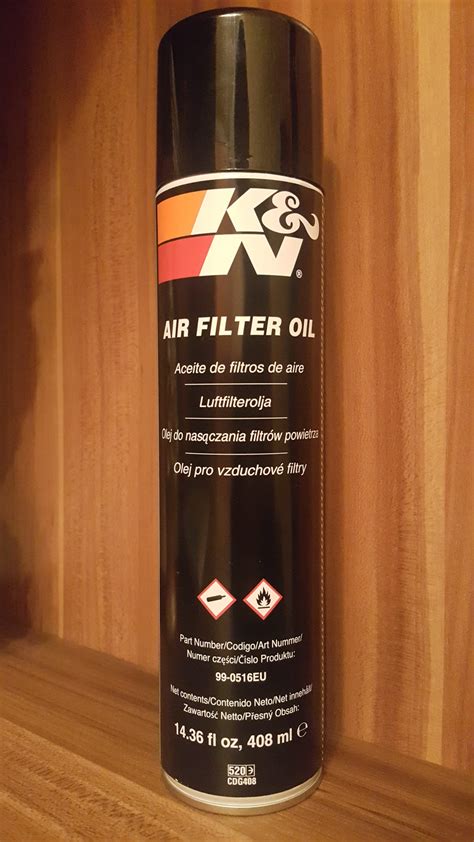 K&N®
AIR FILTER OIL
Aceite de filtros de aire
Luftfilterolja
Olej do nasączania filtrów powietrza
Olej pro vzduchové filtry
Part Number/Codigo/Art Nummer/
Numer części/Číslo Produktu:
99-0516EU
Net contents/Contenido Neto/Net innehåll/
Zawartość Netto/Přesný Obsah:
14.36 fl oz, 408 ml ℮
520
CDG408